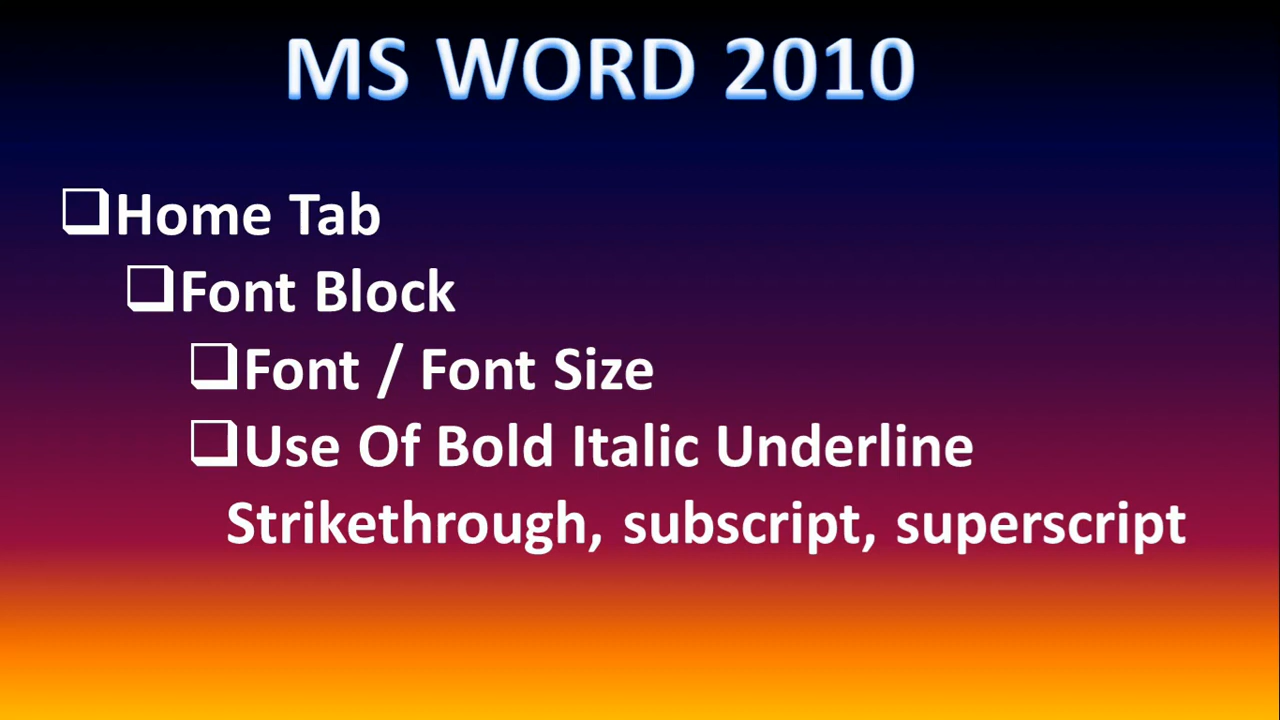 MS WORD 2010
❑Home Tab
❑Font Block
❑Font / Font Size
❑Use Of Bold Italic Underline
Strikethrough, subscript, superscript